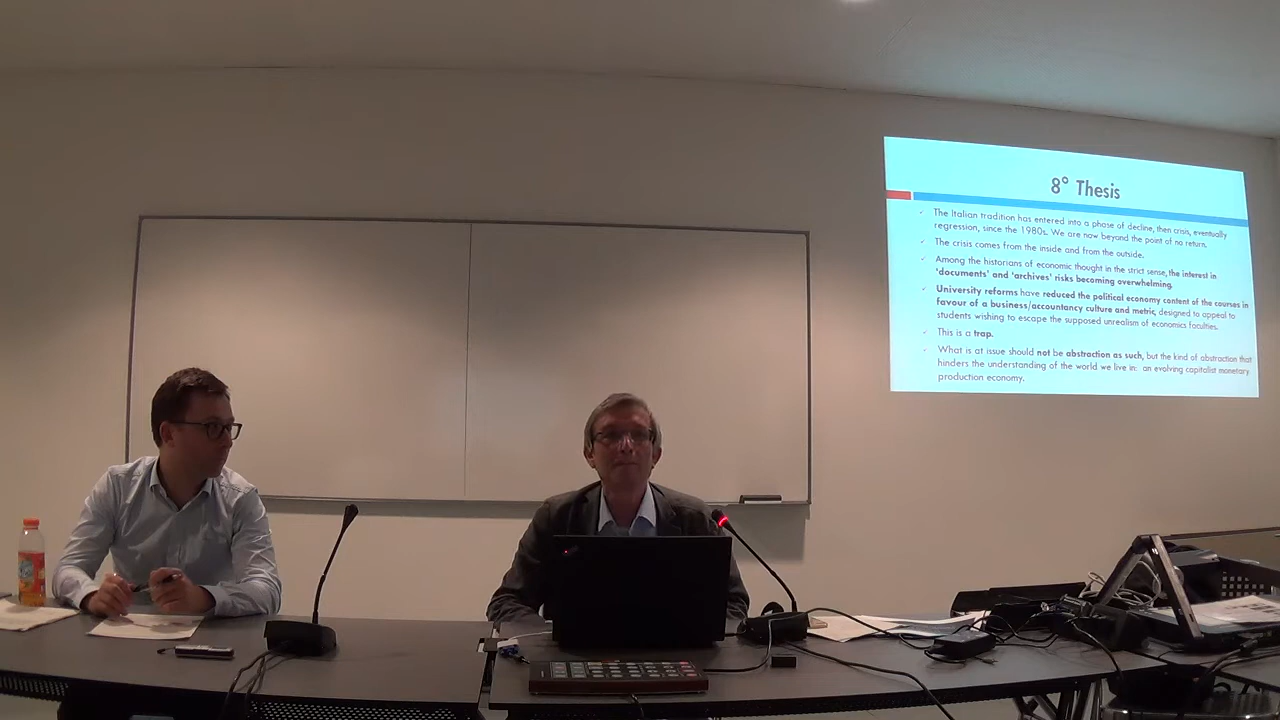 8° Thesis
The Italian tradition has entered into a phase of decline, then crisis, eventually
regression, since the 1980s. We are now beyond the point of no return.
The crisis comes from the inside and from the outside.
Among the historians of economic thought in the strict sense, the interest in
'documents' and 'archives' risks becoming overwhelming.
University reforms have reduced the political economy content of the courses in
favour of a business/accountancy culture and metric, designed to appeal to
students wishing to escape the supposed unrealism of economics faculties.
This is a trap.
What is at issue should not be abstraction as such, but the kind of abstraction that
hinders the understanding of the world we live in: an evolving capitalist monetary
production economy.